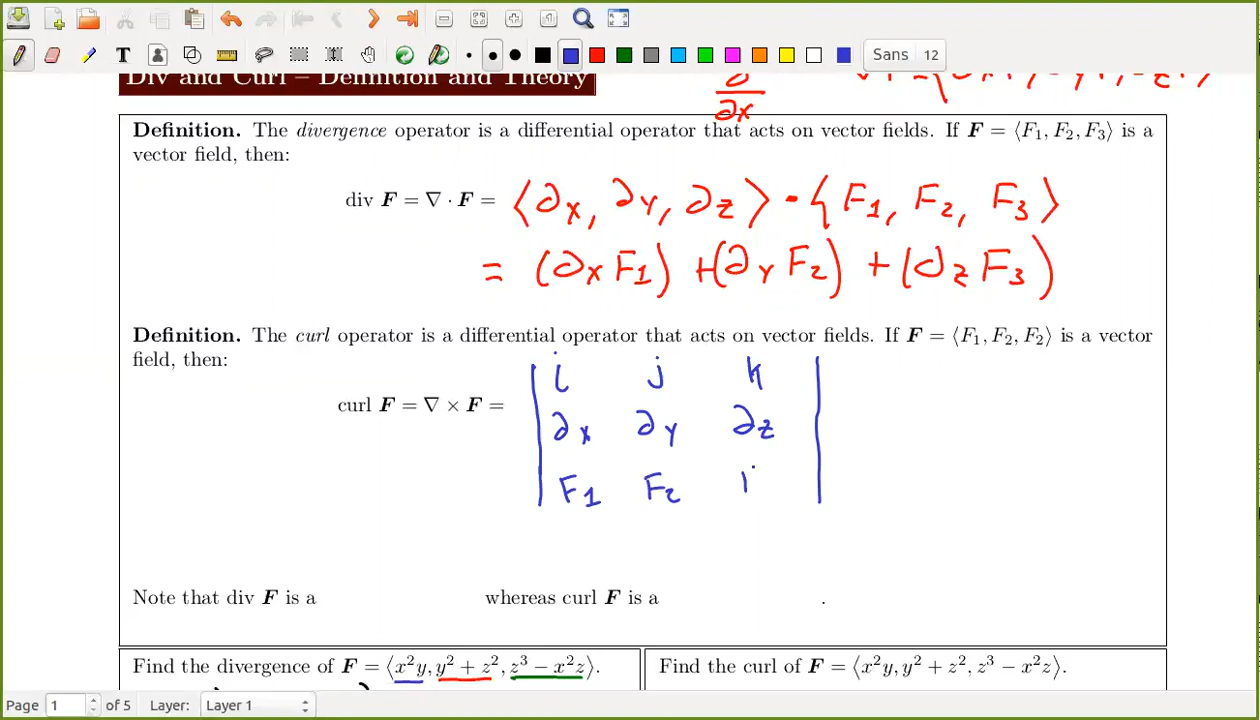 T
Sans 12
Div and Curl – Definition and Theory
∂
∂x
Definition. The divergence operator is a differential operator that acts on vector fields. If F = ⟨F₁, F₂, F₃⟩ is a
vector field, then:
div F = ∇ · F = ⟨∂x, ∂y, ∂z⟩ · ⟨F₁, F₂, F₃⟩
= (∂x F₁) + (∂y F₂) + (∂z F₃)
Definition. The curl operator is a differential operator that acts on vector fields. If F = ⟨F₁, F₂, F₂⟩ is a vector
field, then:
i j k
curl F = ∇ × F =
∂x ∂y ∂z
F₁ F₂
Note that div F is a whereas curl F is a .
Find the divergence of F = ⟨x²y, y² + z², z³ − x²z⟩.
Find the curl of F = ⟨x²y, y² + z², z³ − x²z⟩.
Page 1 of 5 Layer: Layer 1